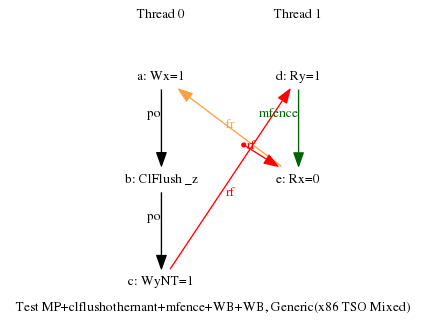 Thread 0
Thread 1
a: Wx=1
d: Ry=1
po
mfence
fr
rf
b: ClFlush _z
e: Rx=0
rf
po
c: WyNT=1
Test MP+clflushothernant+mfence+WB+WB, Generic(x86 TSO Mixed)